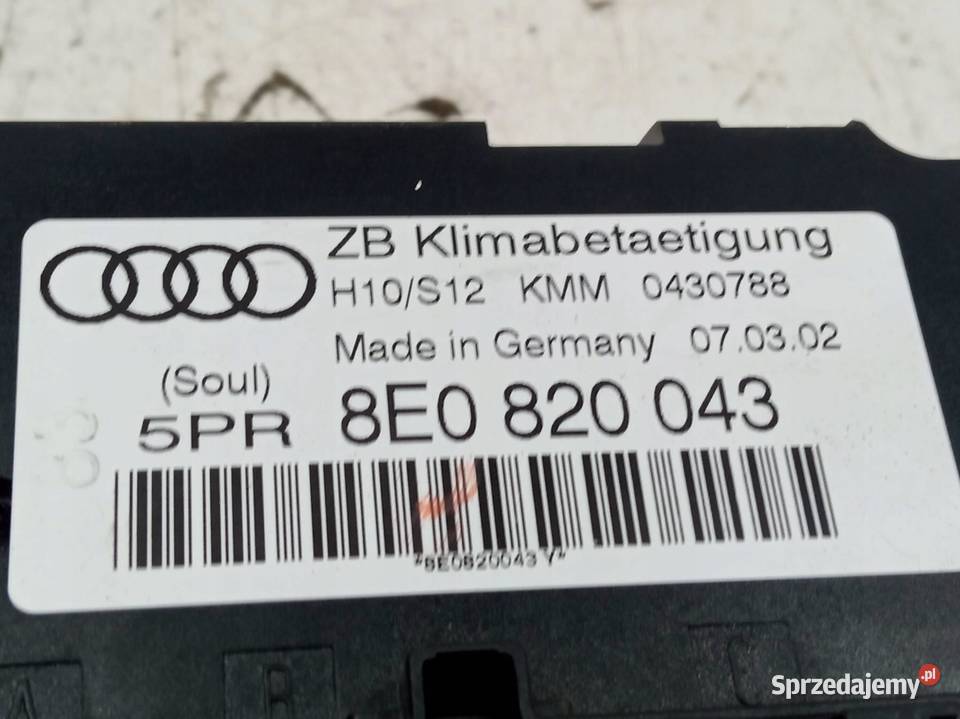 ZB Klimabetaetigung
H10/S12 KMM 0430788
Made in Germany 07.03.02
(Soul)
5PR 8E0 820 043
*8E0820043 Y*
A B C
Sprzedajemy.pl